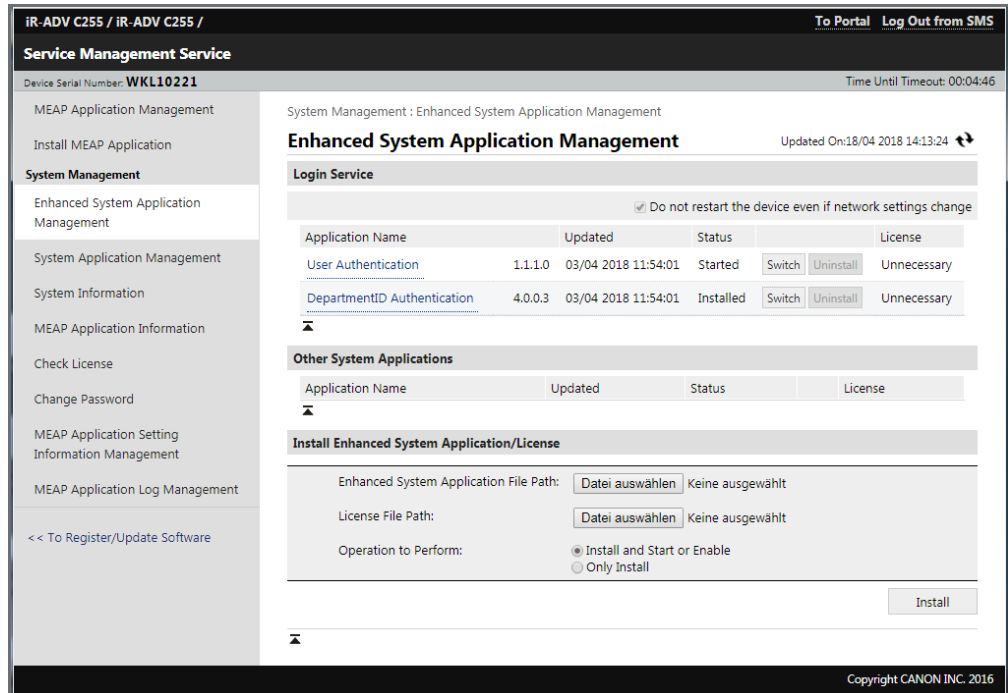 iR-ADV C255 / iR-ADV C255 /
To Portal Log Out from SMS
Service Management Service
Device Serial Number: WKL10221
Time Until Timeout: 00:04:46
MEAP Application Management
Install MEAP Application
System Management
Enhanced System Application
Management
System Application Management
System Information
MEAP Application Information
Check License
Change Password
MEAP Application Setting
Information Management
MEAP Application Log Management
<< To Register/Update Software
System Management : Enhanced System Application Management
Enhanced System Application Management
Updated On:18/04 2018 14:13:24
Login Service
Do not restart the device even if network settings change
Application Name Updated Status License
User Authentication 1.1.1.0 03/04 2018 11:54:01 Started Switch Uninstall Unnecessary
DepartmentID Authentication 4.0.0.3 03/04 2018 11:54:01 Installed Switch Uninstall Unnecessary
Other System Applications
Application Name Updated Status License
Install Enhanced System Application/License
Enhanced System Application File Path: Datei auswählen Keine ausgewählt
License File Path: Datei auswählen Keine ausgewählt
Operation to Perform: Install and Start or Enable
Only Install
Install
Copyright CANON INC. 2016